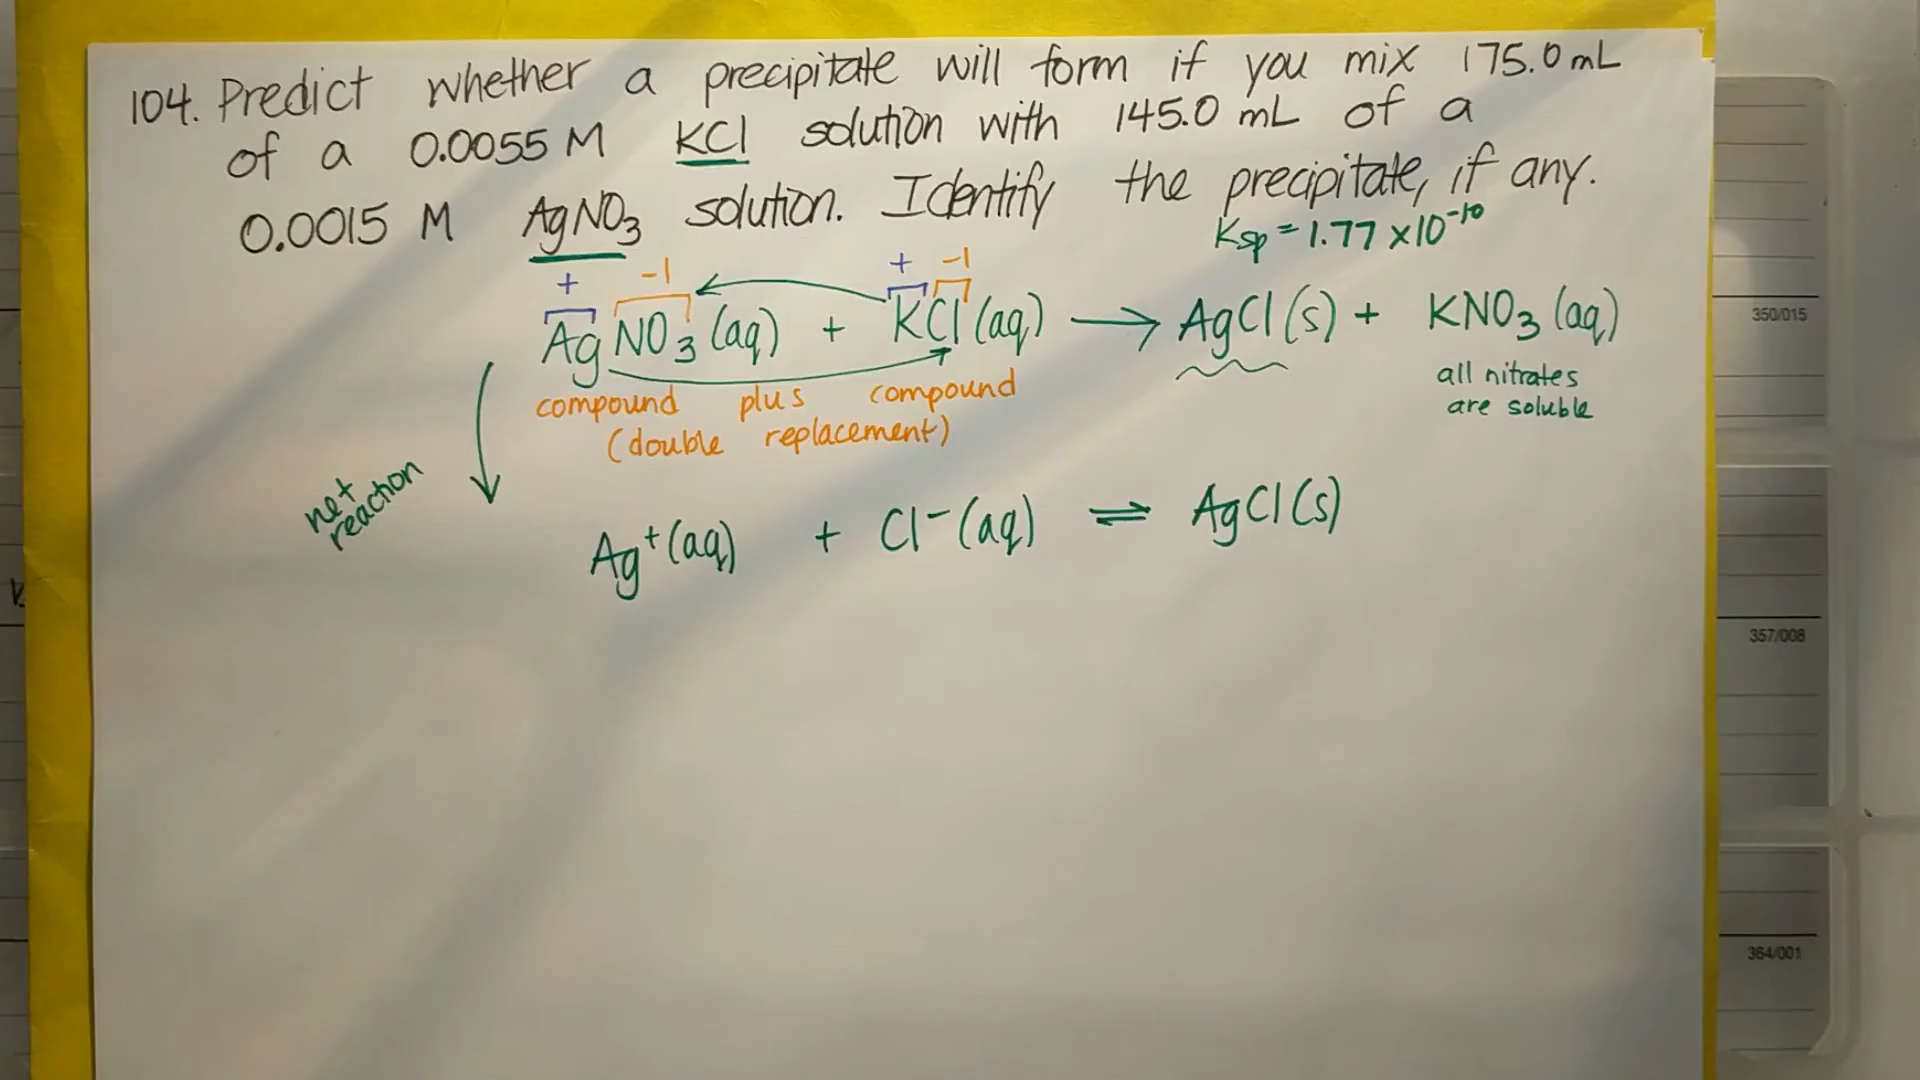 104. Predict whether a precipitate will form if you mix 175.0 mL
of a 0.0055 M KCl solution with 145.0 mL of a
0.0015 M AgNO₃ solution. Identify the precipitate, if any.
Ksp = 1.77 x10⁻¹⁰
+ -1 + -1
AgNO₃ (aq) + KCl (aq) → AgCl (s) + KNO₃ (aq)
compound plus compound
(double replacement)
all nitrates
are soluble
net
reaction
Ag⁺(aq) + Cl⁻(aq) ⇌ AgCl(s)
350/015
357/008
364/001